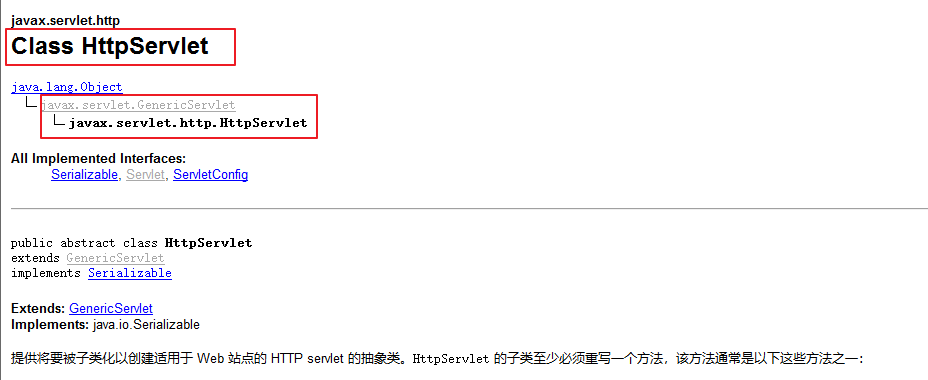 javax.servlet.http
Class HttpServlet
java.lang.Object
javax.servlet.GenericServlet
javax.servlet.http.HttpServlet
All Implemented Interfaces:
Serializable, Servlet, ServletConfig
public abstract class HttpServlet
extends GenericServlet
implements Serializable
Extends: GenericServlet
Implements: java.io.Serializable
提供将要被子类化以创建适用于 Web 站点的 HTTP servlet 的抽象类。HttpServlet 的子类至少必须重写一个方法，该方法通常是以下这些方法之一：